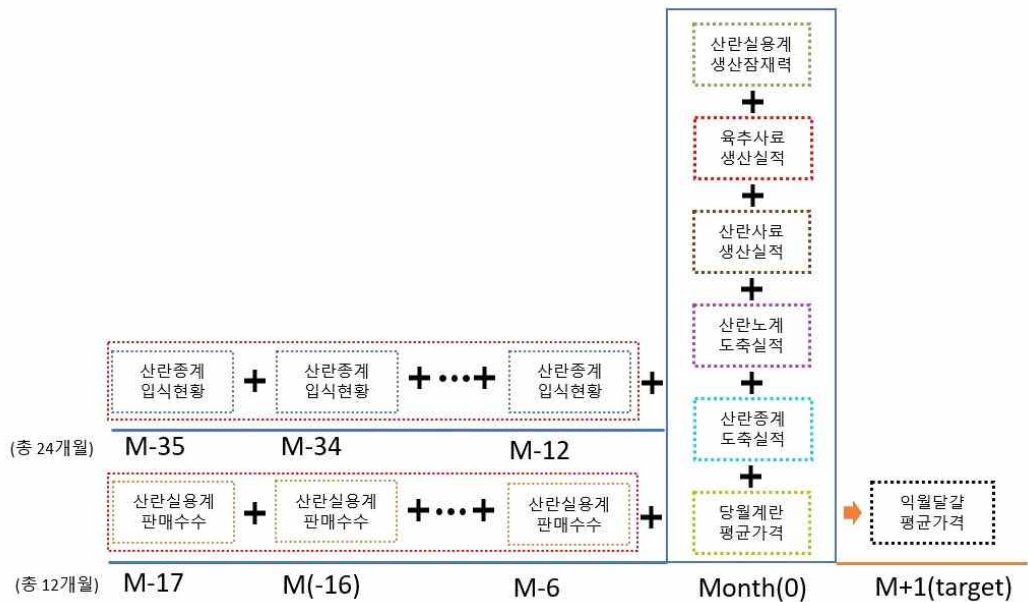 산란실용계
생산잠재력
+
육추사료
생산실적
+
산란사료
생산실적
+
산란노계
도축실적
+
산란종계
도축실적
+
당월계란
평균가격
산란종계
입식현황
+
산란종계
입식현황
+•••+
산란종계
입식현황
+
(총 24개월) M-35 M-34 M-12
산란실용계
판매수수
+
산란실용계
판매수수
+•••+
산란실용계
판매수수
+
익월달걀
평균가격
(총 12개월) M-17 M(-16) M-6 Month(0) M+1(target)